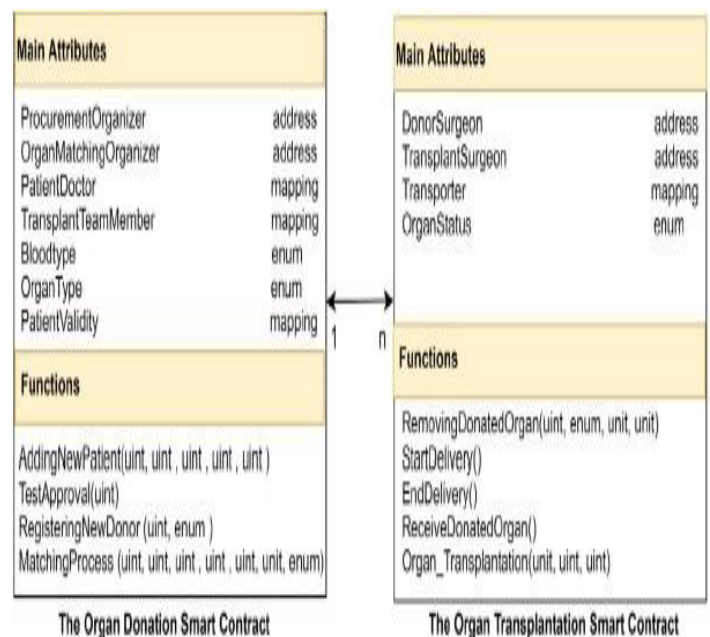 Main Attributes
ProcurementOrganizer address
OrganMatchingOrganizer address
PatientDoctor mapping
TransplantTeamMember mapping
Bloodtype enum
OrganType enum
PatientValidity mapping
Functions
AddingNewPatient(uint, uint , uint , uint , uint )
TestApproval(uint)
RegisteringNewDonor (uint, enum )
MatchingProcess (uint, uint, uint , uint , uint, unit, enum)
The Organ Donation Smart Contract
1
n
Main Attributes
DonorSurgeon address
TransplantSurgeon address
Transporter mapping
OrganStatus enum
Functions
RemovingDonatedOrgan(uint, enum, unit, unit)
StartDelivery()
EndDelivery()
ReceiveDonatedOrgan()
Organ_Transplantation(unit, uint, uint)
The Organ Transplantation Smart Contract